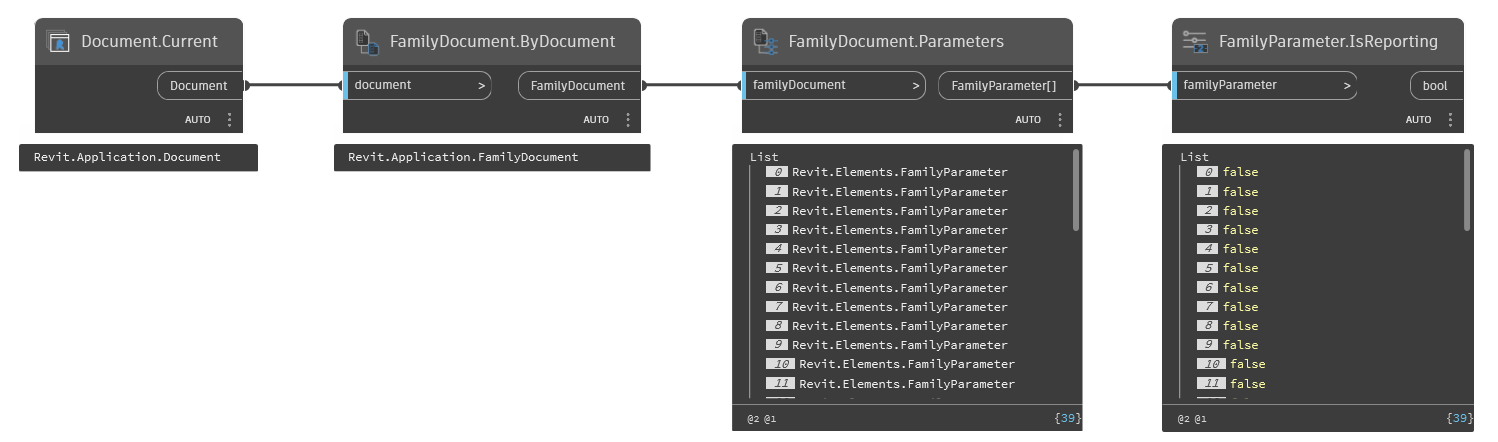 Document.Current
Document
AUTO
Revit.Application.Document
FamilyDocument.ByDocument
document >
FamilyDocument
AUTO
Revit.Application.FamilyDocument
FamilyDocument.Parameters
familyDocument >
FamilyParameter[]
AUTO
List
0 Revit.Elements.FamilyParameter
1 Revit.Elements.FamilyParameter
2 Revit.Elements.FamilyParameter
3 Revit.Elements.FamilyParameter
4 Revit.Elements.FamilyParameter
5 Revit.Elements.FamilyParameter
6 Revit.Elements.FamilyParameter
7 Revit.Elements.FamilyParameter
8 Revit.Elements.FamilyParameter
9 Revit.Elements.FamilyParameter
10 Revit.Elements.FamilyParameter
11 Revit.Elements.FamilyParameter
@2 @1 {39}
FamilyParameter.IsReporting
familyParameter >
bool
AUTO
List
0 false
1 false
2 false
3 false
4 false
5 false
6 false
7 false
8 false
9 false
10 false
11 false
@2 @1 {39}